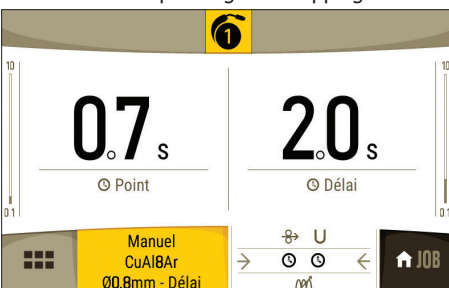 1
10
10
0.7 s
2.0 s
Point
Délai
0.1
0.1
Manuel
CuAl8Ar
Ø0.8mm - Délai
U
JOB